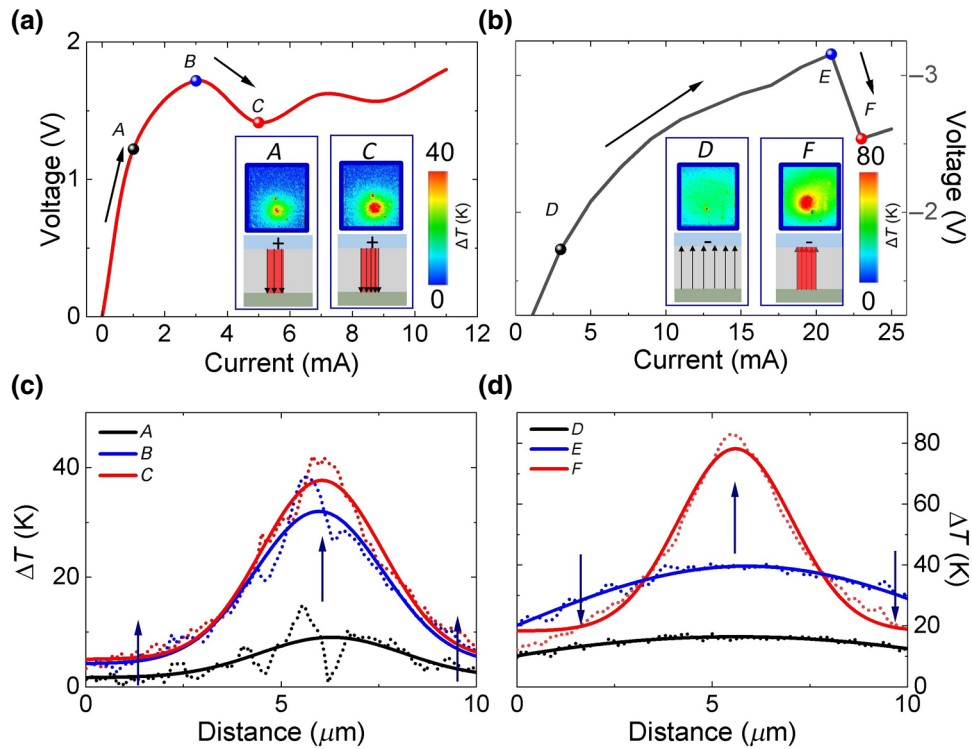 (a)
2
1
0
Voltage (V)
0 2 4 6 8 10 12
Current (mA)
A
B
C
A
C
+
+
40
0
ΔT (K)
(b)
−3
−2
Voltage (V)
0 5 10 15 20 25
Current (mA)
D
E
F
D
F
−
−
80
0
ΔT (K)
(c)
A
B
C
40
20
0
ΔT (K)
0 5 10
Distance (μm)
(d)
D
E
F
80
60
40
20
0
ΔT (K)
0 5 10
Distance (μm)